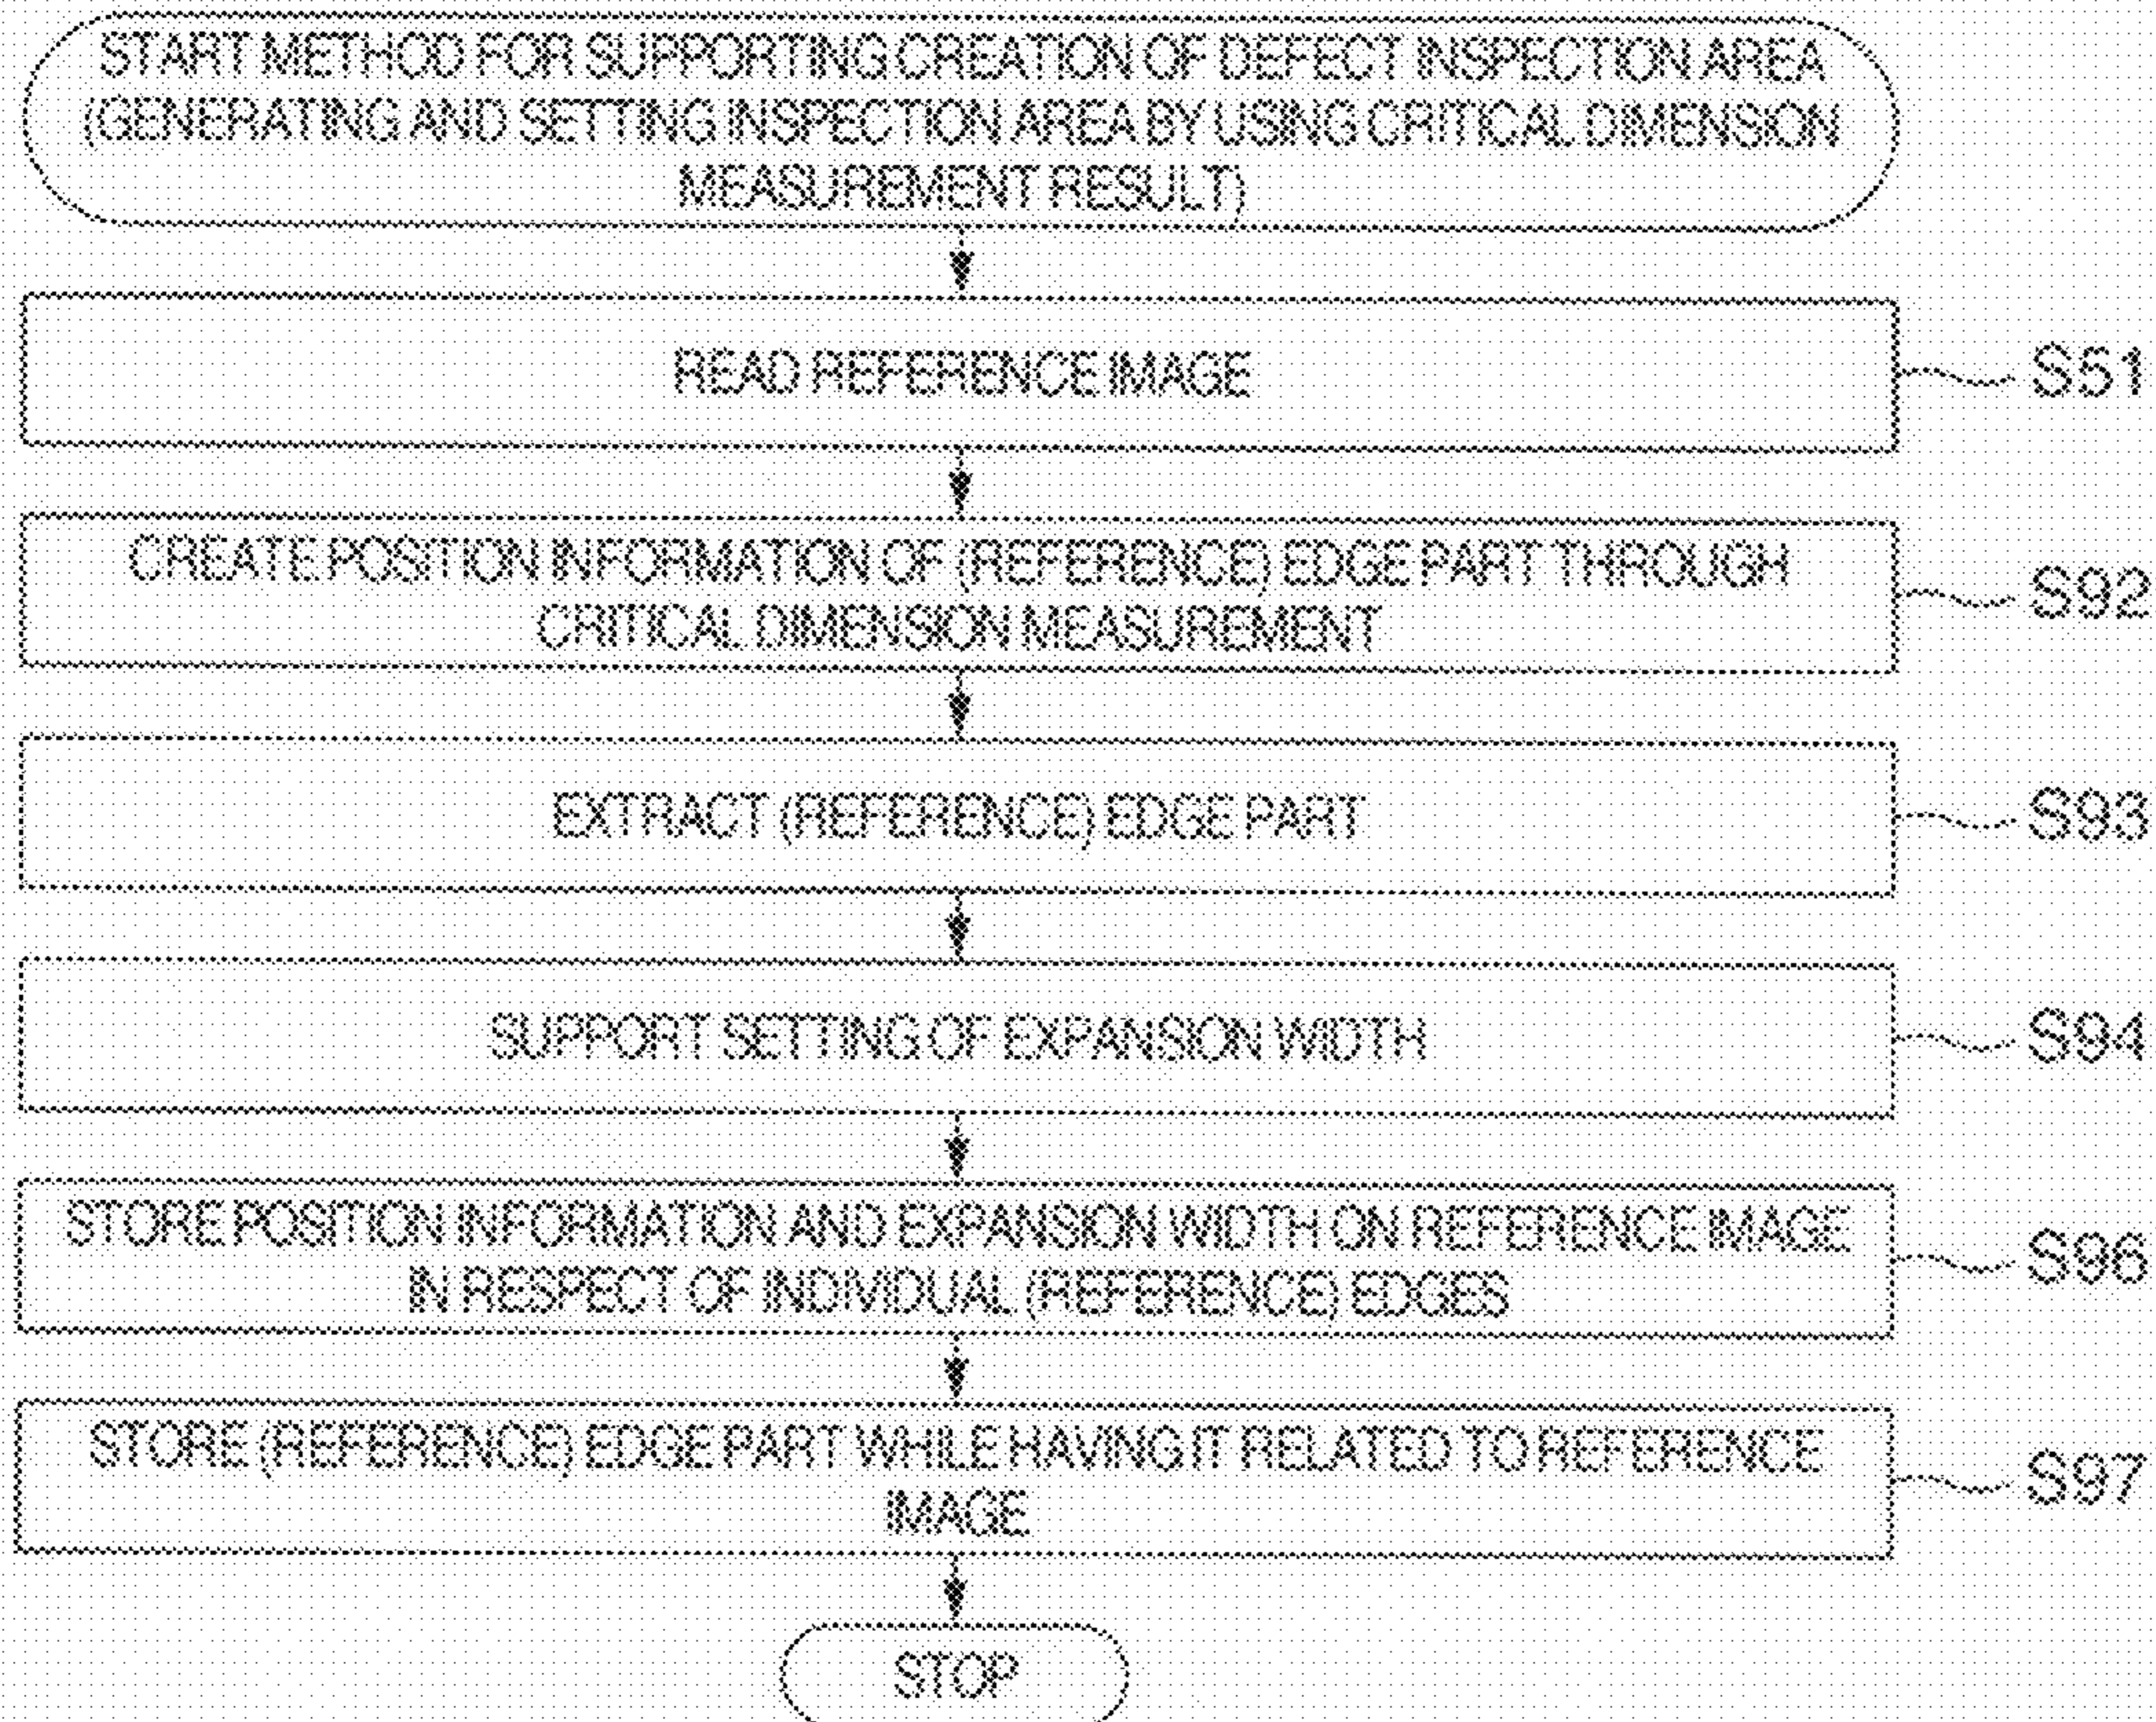 START METHOD FOR SUPPORTING CREATION OF DEFECT INSPECTION AREA
(GENERATING AND SETTING INSPECTION AREA BY USING CRITICAL DIMENSION
MEASUREMENT RESULT)
READ REFERENCE IMAGE
S51
CREATE POSITION INFORMATION OF (REFERENCE) EDGE PART THROUGH
CRITICAL DIMENSION MEASUREMENT
S92
EXTRACT (REFERENCE) EDGE PART
S93
SUPPORT SETTING OF EXPANSION WIDTH
S94
STORE POSITION INFORMATION AND EXPANSION WIDTH ON REFERENCE IMAGE
IN RESPECT OF INDIVIDUAL (REFERENCE) EDGES
S96
STORE (REFERENCE) EDGE PART WHILE HAVING IT RELATED TO REFERENCE
IMAGE
S97
STOP